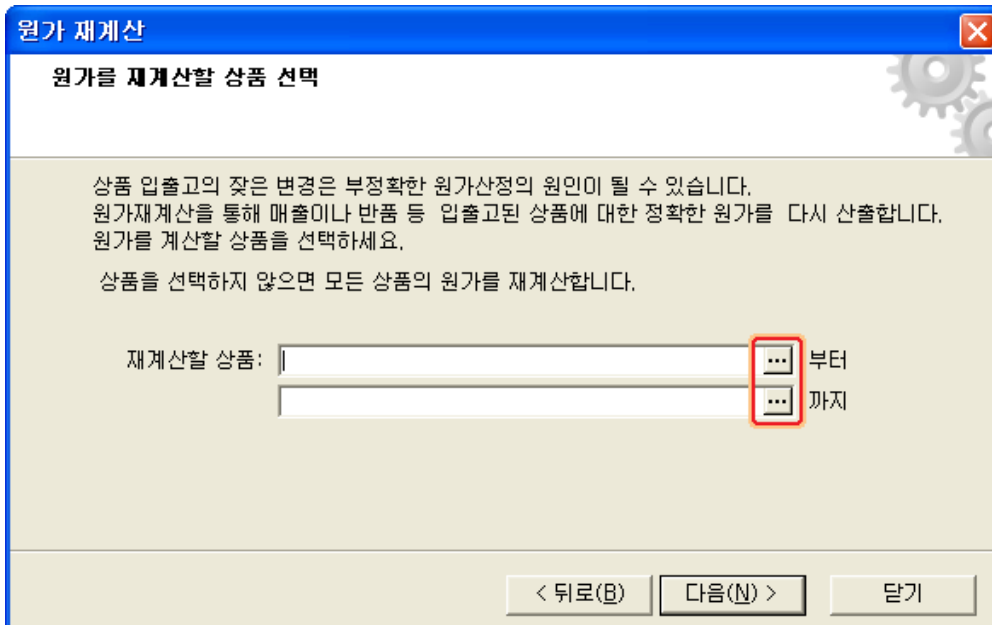 원가 재계산
원가를 재계산할 상품 선택
상품 입출고의 잦은 변경은 부정확한 원가산정의 원인이 될 수 있습니다.
원가재계산을 통해 매출이나 반품 등 입출고된 상품에 대한 정확한 원가를 다시 산출합니다.
원가를 계산할 상품을 선택하세요.
상품을 선택하지 않으면 모든 상품의 원가를 재계산합니다.
재계산할 상품: ... 부터
... 까지
< 뒤로(B) 다음(N) > 닫기